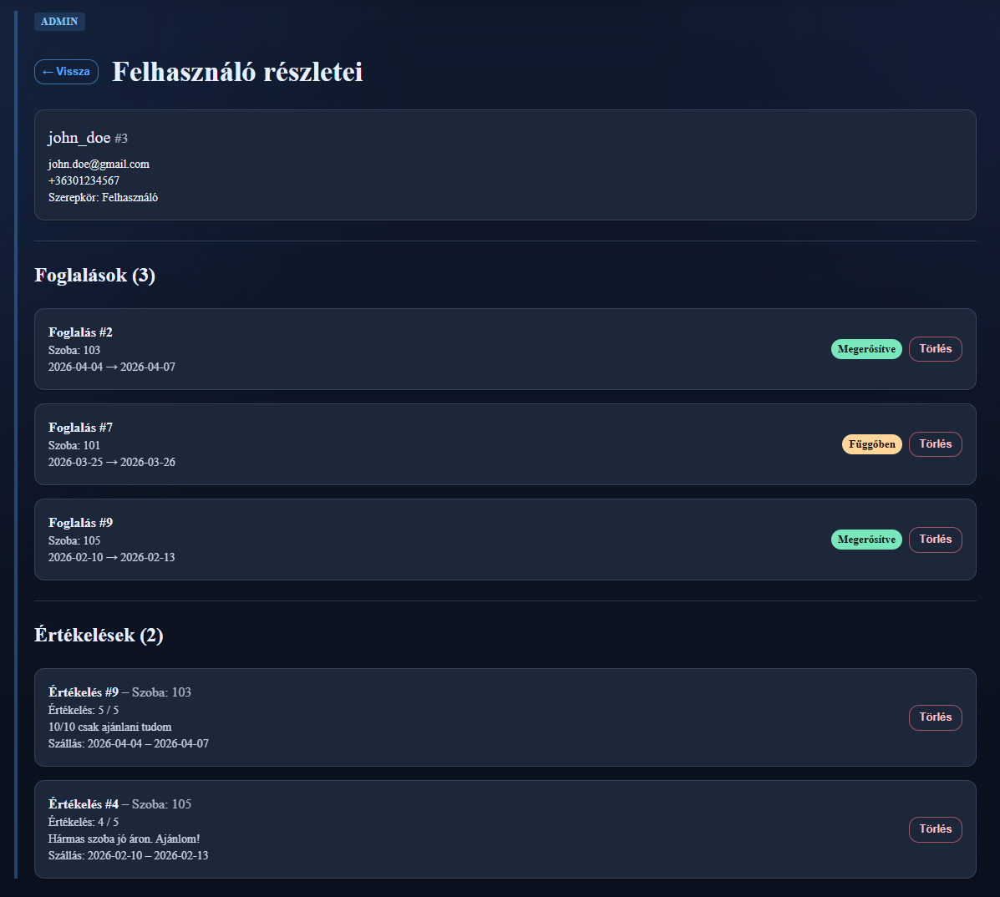 ADMIN
← Vissza
Felhasználó részletei
john_doe #3
john.doe@gmail.com
+36301234567
Szerepkör: Felhasználó
Foglalások (3)
Foglalás #2
Szoba: 103
2026-04-04 → 2026-04-07
Megerősítve
Törlés
Foglalás #7
Szoba: 101
2026-03-25 → 2026-03-26
Függőben
Törlés
Foglalás #9
Szoba: 105
2026-02-10 → 2026-02-13
Megerősítve
Törlés
Értékelések (2)
Értékelés #9 – Szoba: 103
Értékelés: 5 / 5
10/10 csak ajánlani tudom
Szállás: 2026-04-04 – 2026-04-07
Törlés
Értékelés #4 – Szoba: 105
Értékelés: 4 / 5
Hármas szoba jó áron. Ajánlom!
Szállás: 2026-02-10 – 2026-02-13
Törlés